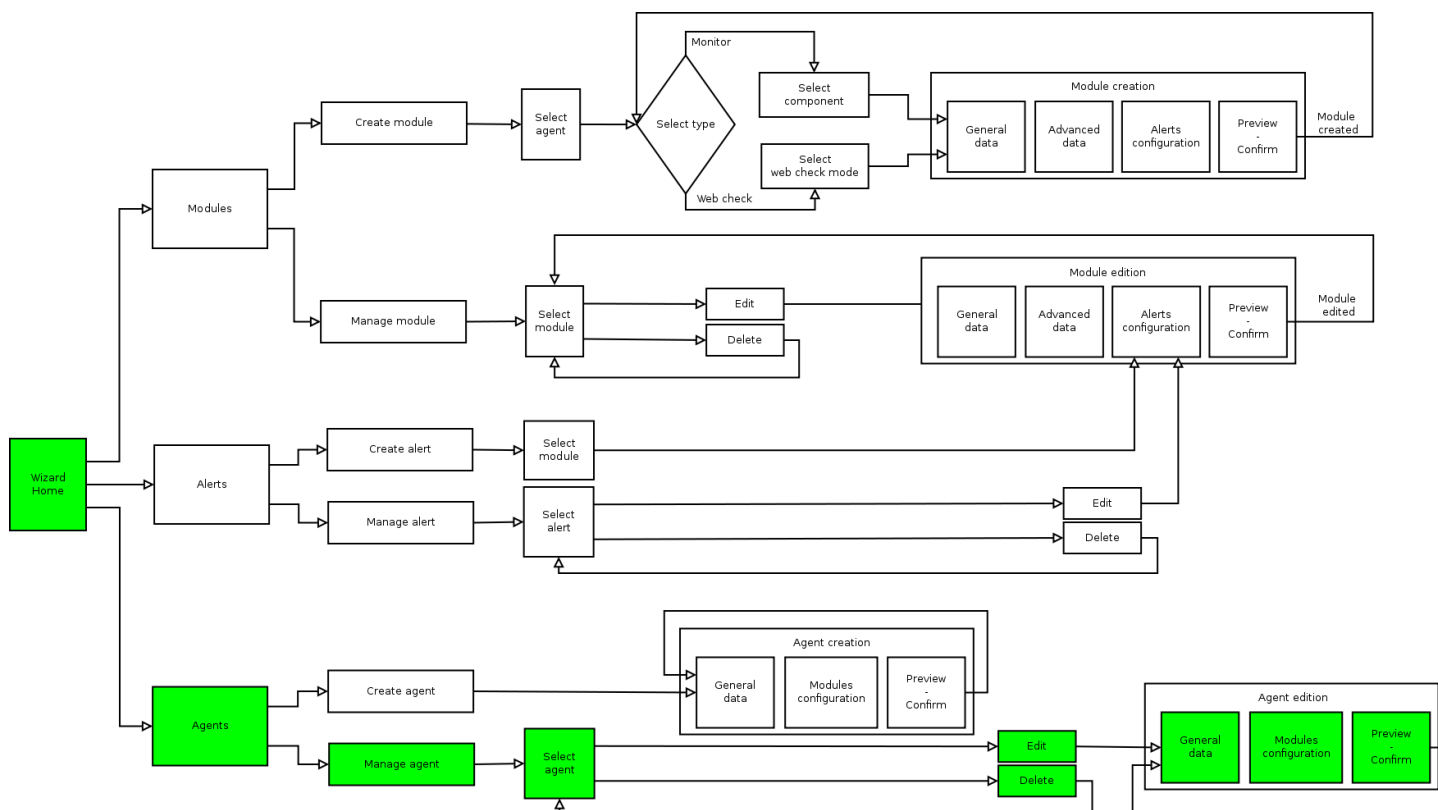 Monitor
Select
component
Module creation
Create module
Select
agent
Select type
General
data
Advanced
data
Alerts
configuration
Preview
-
Confirm
Module
created
Select
web check mode
Web check
Modules
Module edition
Manage module
Select
module
Edit
Delete
General
data
Advanced
data
Alerts
configuration
Preview
-
Confirm
Module
edited
Wizard
Home
Alerts
Create alert
Select
module
Manage alert
Select
alert
Edit
Delete
Agents
Create agent
Agent creation
General
data
Modules
configuration
Preview
-
Confirm
Manage agent
Select
agent
Edit
Delete
Agent edition
General
data
Modules
configuration
Preview
-
Confirm